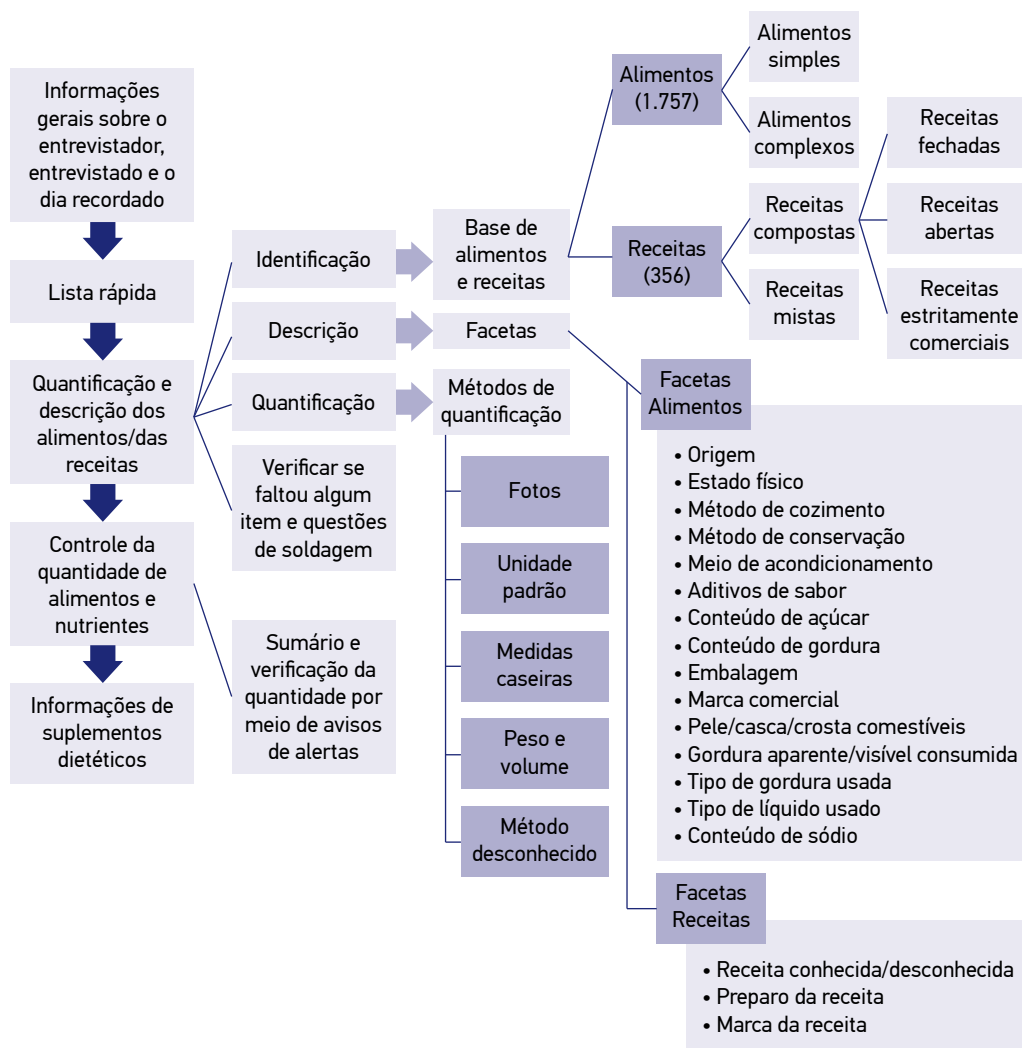 Informações
gerais sobre o
entrevistador,
entrevistado e o
dia recordado
Lista rápida
Quantificação e
descrição dos
alimentos/das
receitas
Controle da
quantidade de
alimentos e
nutrientes
Informações de
suplementos
dietéticos
Identificação
Descrição
Quantificação
Verificar se
faltou algum
item e questões
de soldagem
Sumário e
verificação da
quantidade por
meio de avisos
de alertas
Base de
alimentos
e receitas
Facetas
Métodos de
quantificação
Fotos
Unidade
padrão
Medidas
caseiras
Peso e
volume
Método
desconhecido
Alimentos
(1.757)
Receitas
(356)
Alimentos
simples
Alimentos
complexos
Receitas
compostas
Receitas
mistas
Receitas
fechadas
Receitas
abertas
Receitas
estritamente
comerciais
Facetas
Alimentos
• Origem
• Estado físico
• Método de cozimento
• Método de conservação
• Meio de acondicionamento
• Aditivos de sabor
• Conteúdo de açúcar
• Conteúdo de gordura
• Embalagem
• Marca comercial
• Pele/casca/crosta comestíveis
• Gordura aparente/visível consumida
• Tipo de gordura usada
• Tipo de líquido usado
• Conteúdo de sódio
Facetas
Receitas
• Receita conhecida/desconhecida
• Preparo da receita
• Marca da receita